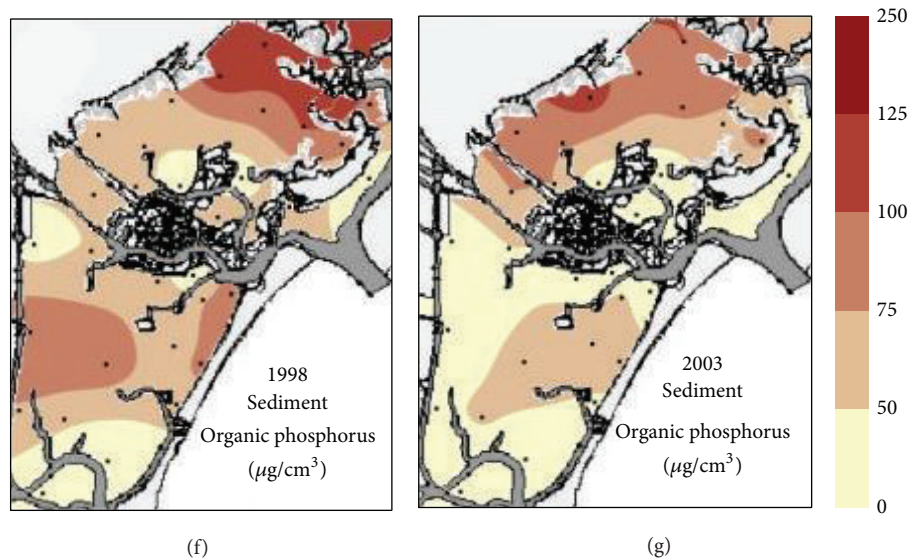 1998
Sediment
Organic phosphorus
(μg/cm³)
(f)
2003
Sediment
Organic phosphorus
(μg/cm³)
(g)
250
125
100
75
50
0